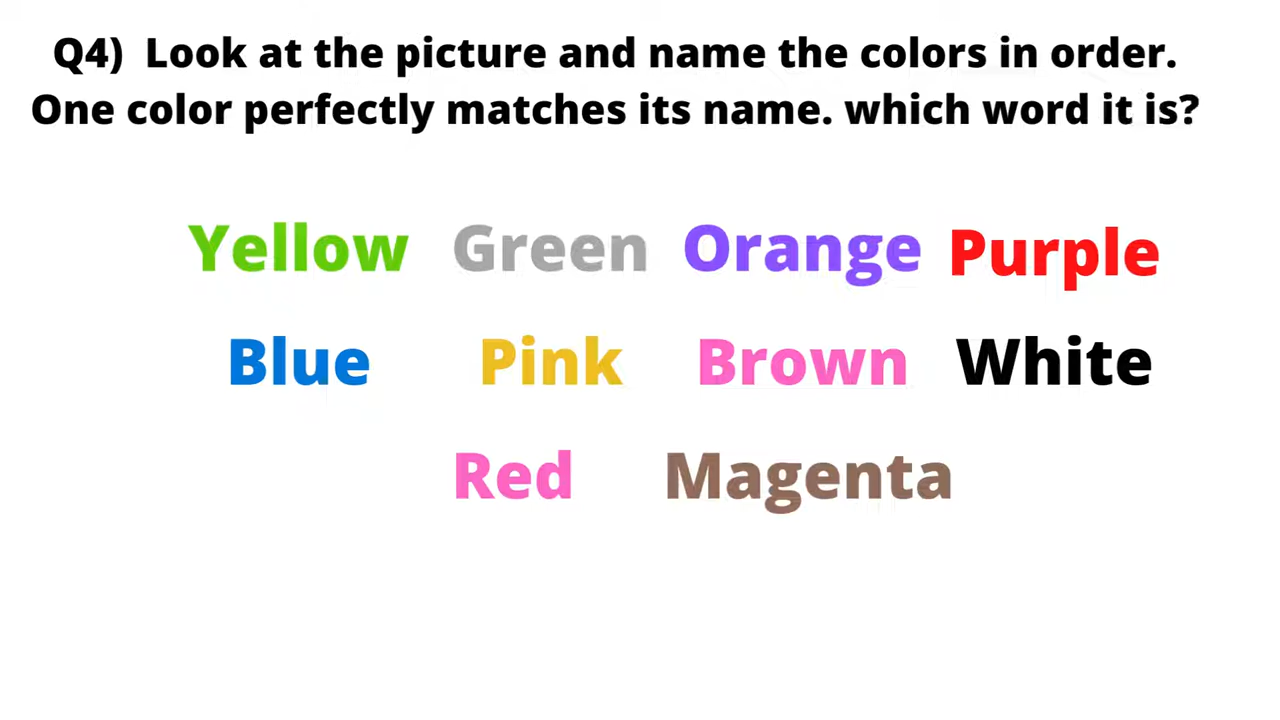 Q4) Look at the picture and name the colors in order.
One color perfectly matches its name. which word it is?
Yellow Green Orange Purple
Blue Pink Brown White
Red Magenta